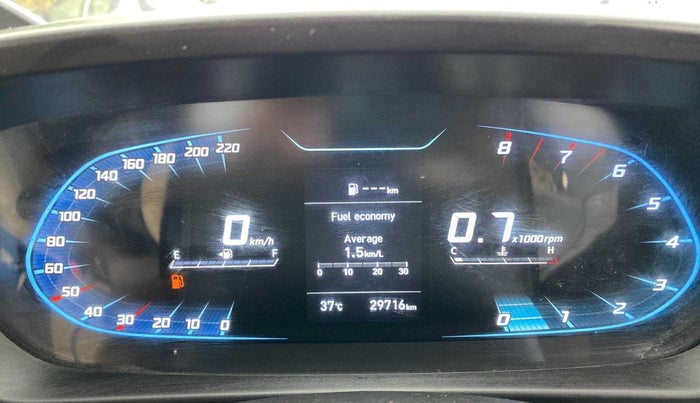 220
200
180
160
140
120
100
80
60
50
40
30
20
10
0
0 km/h
E F
--- km
Fuel economy
Average
1.5km/L
0 10 20 30
37°C 29716km
0.7 x1000rpm
C H
8
7
6
5
4
3
2
1
0